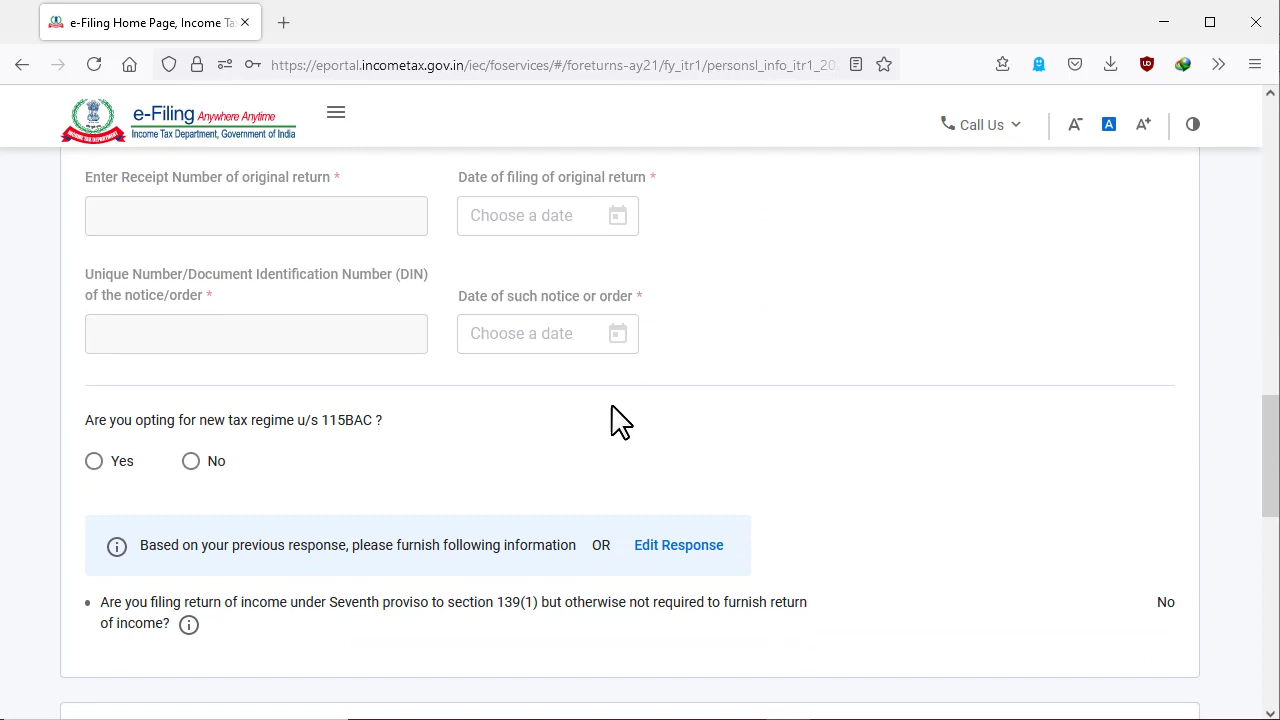 e-Filing Home Page, Income Ta
https://eportal.incometax.gov.in/iec/foservices/#/foreturns-ay21/fy_itr1/personsl_info_itr1_20
e-Filing Anywhere Anytime
Income Tax Department, Government of India
Call Us
A-
A
A+
Enter Receipt Number of original return *
Date of filing of original return *
Choose a date
Unique Number/Document Identification Number (DIN)
of the notice/order *
Date of such notice or order *
Choose a date
Are you opting for new tax regime u/s 115BAC ?
Yes
No
Based on your previous response, please furnish following information OR Edit Response
• Are you filing return of income under Seventh proviso to section 139(1) but otherwise not required to furnish return
No
of income?